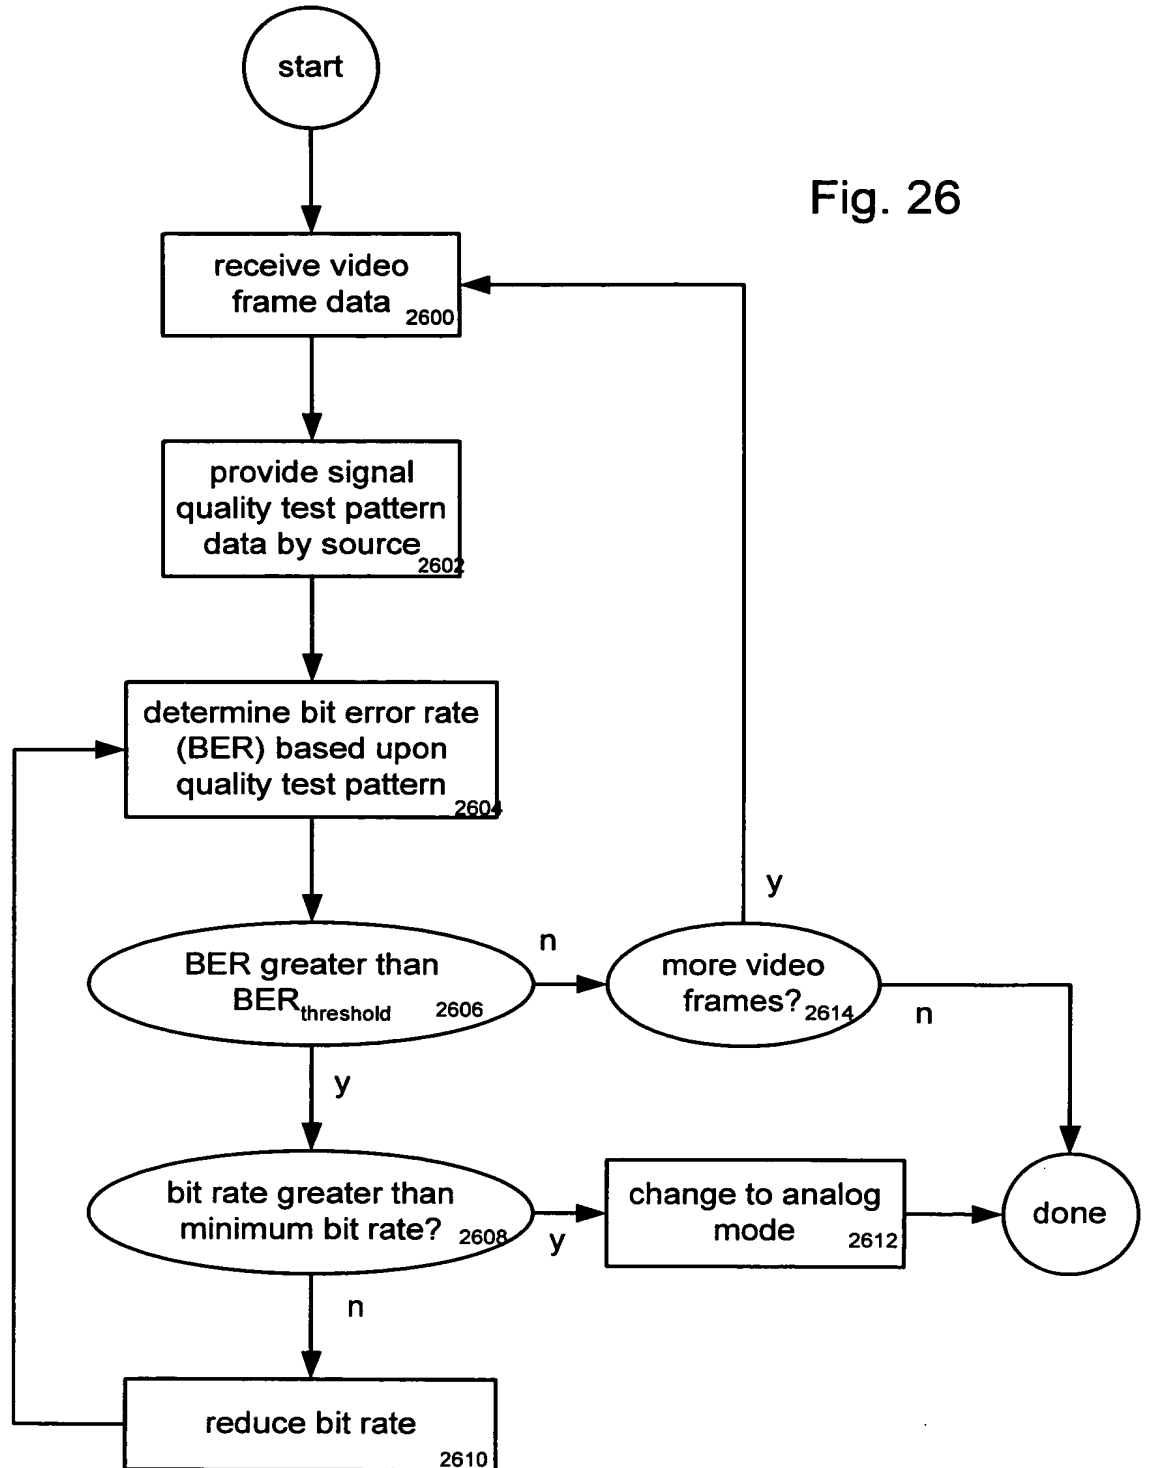 start
Fig. 26
receive video
frame data
2600
provide signal
quality test pattern
data by source
2602
determine bit error rate
(BER) based upon
quality test pattern
2604
y
n
BER greater than
BERthreshold
2606
more video
frames?
2614
n
y
bit rate greater than
minimum bit rate?
2608
y
change to analog
mode
2612
done
n
reduce bit rate
2610